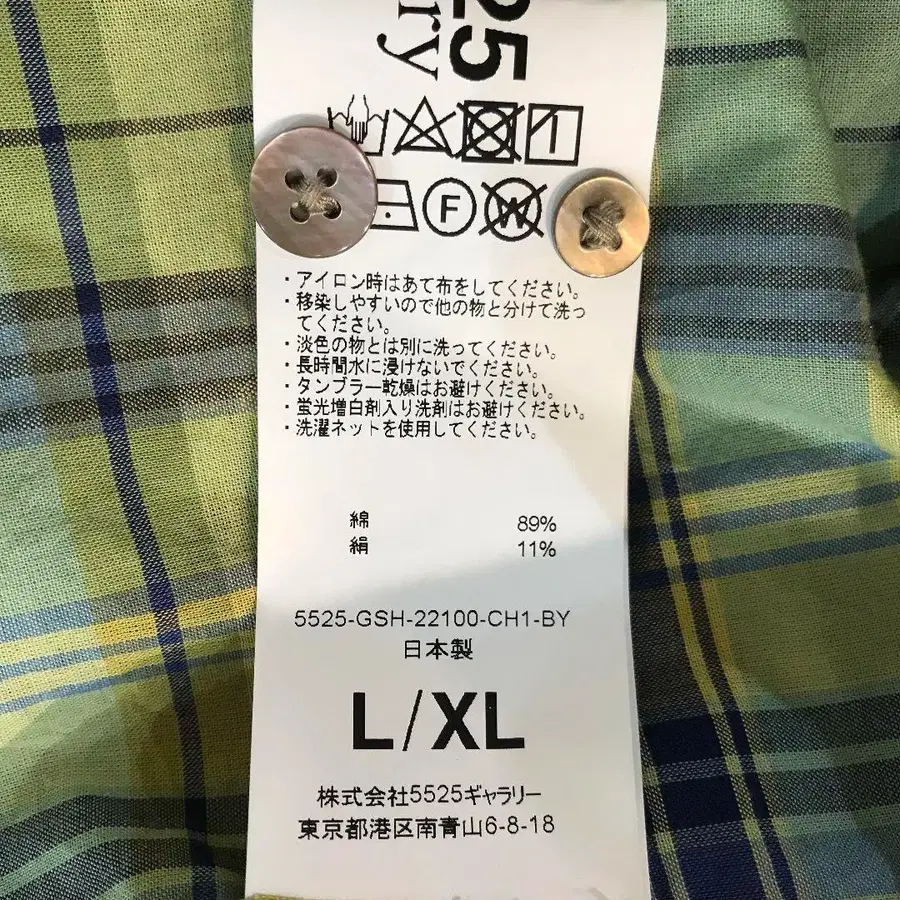 25
ry
F
W
・アイロン時はあて布をしてください。
・移染しやすいので他の物と分けて洗っ
てください。
・淡色の物とは別に洗ってください。
・長時間水に浸けないでください。
・タンブラー乾燥はお避けください。
・蛍光増白剤入り洗剤はお避けください。
・洗濯ネットを使用してください。
綿 89%
絹 11%
5525-GSH-22100-CH1-BY
日本製
L/XL
株式会社5525ギャラリー
東京都港区南青山6-8-18